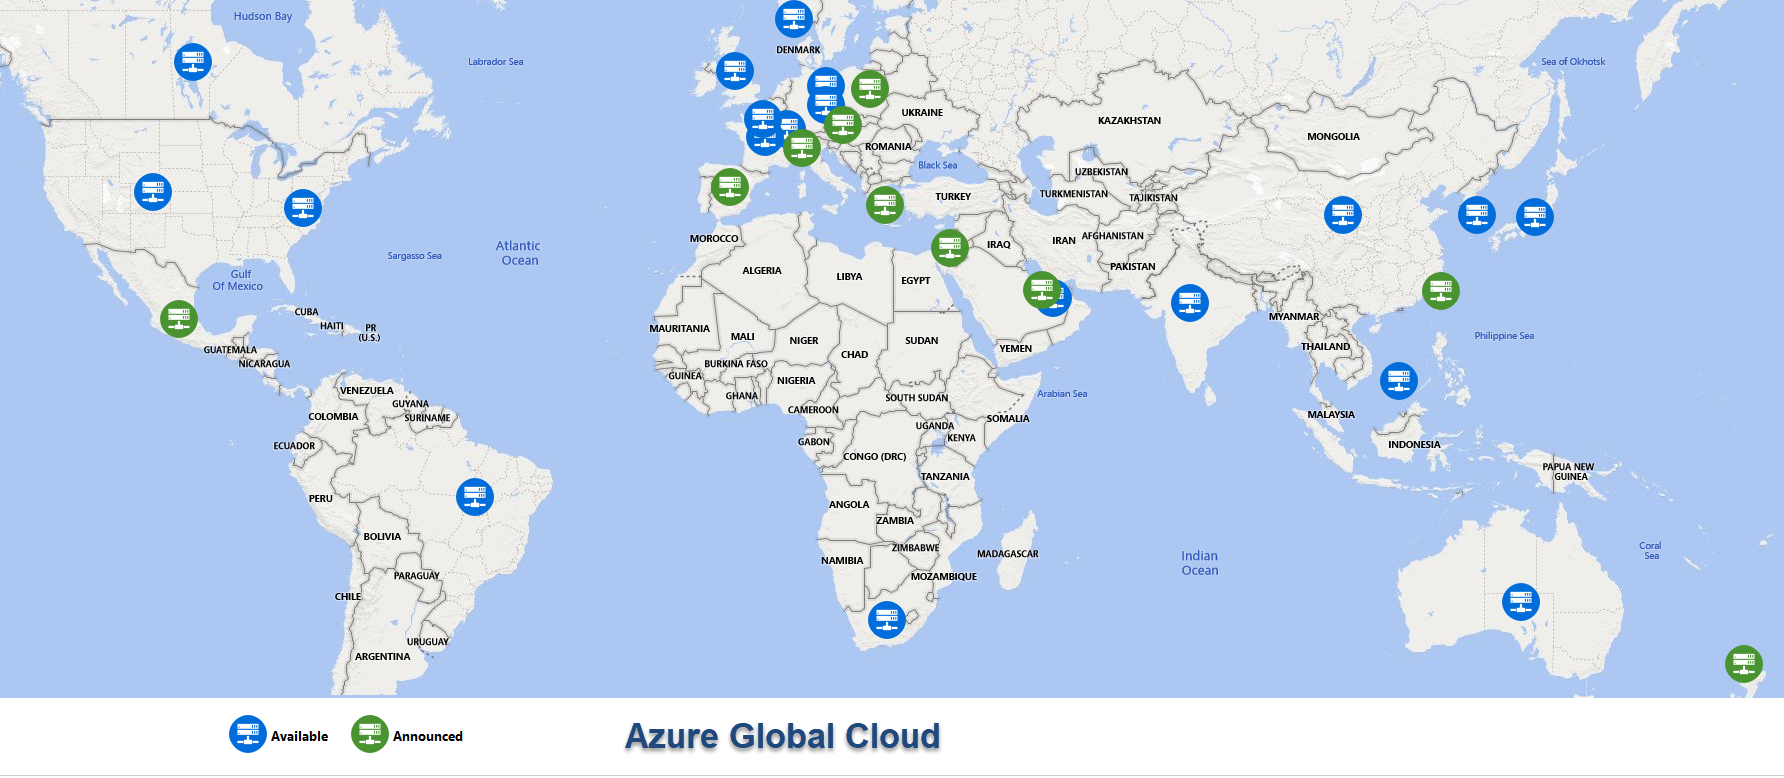 Hudson Bay
DENMARK
Labrador Sea
Sea of Okhotsk
UKRAINE
KAZAKHSTAN
MONGOLIA
ROMANIA
Black Sea
UZBEKISTAN
TURKEY
TURKMENISTAN
TAJIKISTAN
MOROCCO
Atlantic
Ocean
Sargasso Sea
IRAQ
IRAN
AFGHANISTAN
PAKISTAN
ALGERIA
LIBYA
EGYPT
Gulf
Of Mexico
CUBA
HAITI
PR
(U.S.)
MAURITANIA
MALI
NIGER
CHAD
SUDAN
YEMEN
MYANMAR
THAILAND
Philippine Sea
GUATEMALA
NICARAGUA
BURKINA FASO
GUINEA
NIGERIA
GHANA
CAMEROON
SOUTH SUDAN
Arabian Sea
VENEZUELA
GUYANA
COLOMBIA
SURINAME
SOMALIA
MALAYSIA
UGANDA
KENYA
GABON
ECUADOR
CONGO (DRC)
INDONESIA
TANZANIA
PAPUA NEW
GUINEA
PERU
ANGOLA
ZAMBIA
BOLIVIA
ZIMBABWE
MADAGASCAR
NAMIBIA
Indian
Ocean
Coral
Sea
PARAGUAY
MOZAMBIQUE
CHILE
URUGUAY
ARGENTINA
Available
Announced
Azure Global Cloud